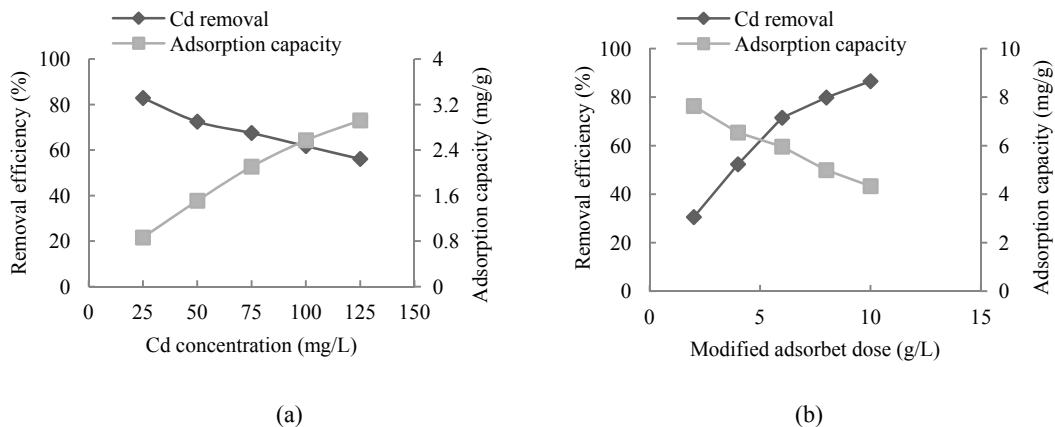 Cd removal
Adsorption capacity
Removal efficiency (%)
100
80
60
40
20
0
4
3.2
2.4
1.6
0.8
0
Adsorption capacity (mg/g)
0 25 50 75 100 125 150
Cd concentration (mg/L)
(a)
Cd removal
Adsorption capacity
Removal efficiency (%)
100
80
60
40
20
0
10
8
6
4
2
0
Adsorption capacity (mg/g)
0 5 10 15
Modified adsorbet dose (g/L)
(b)